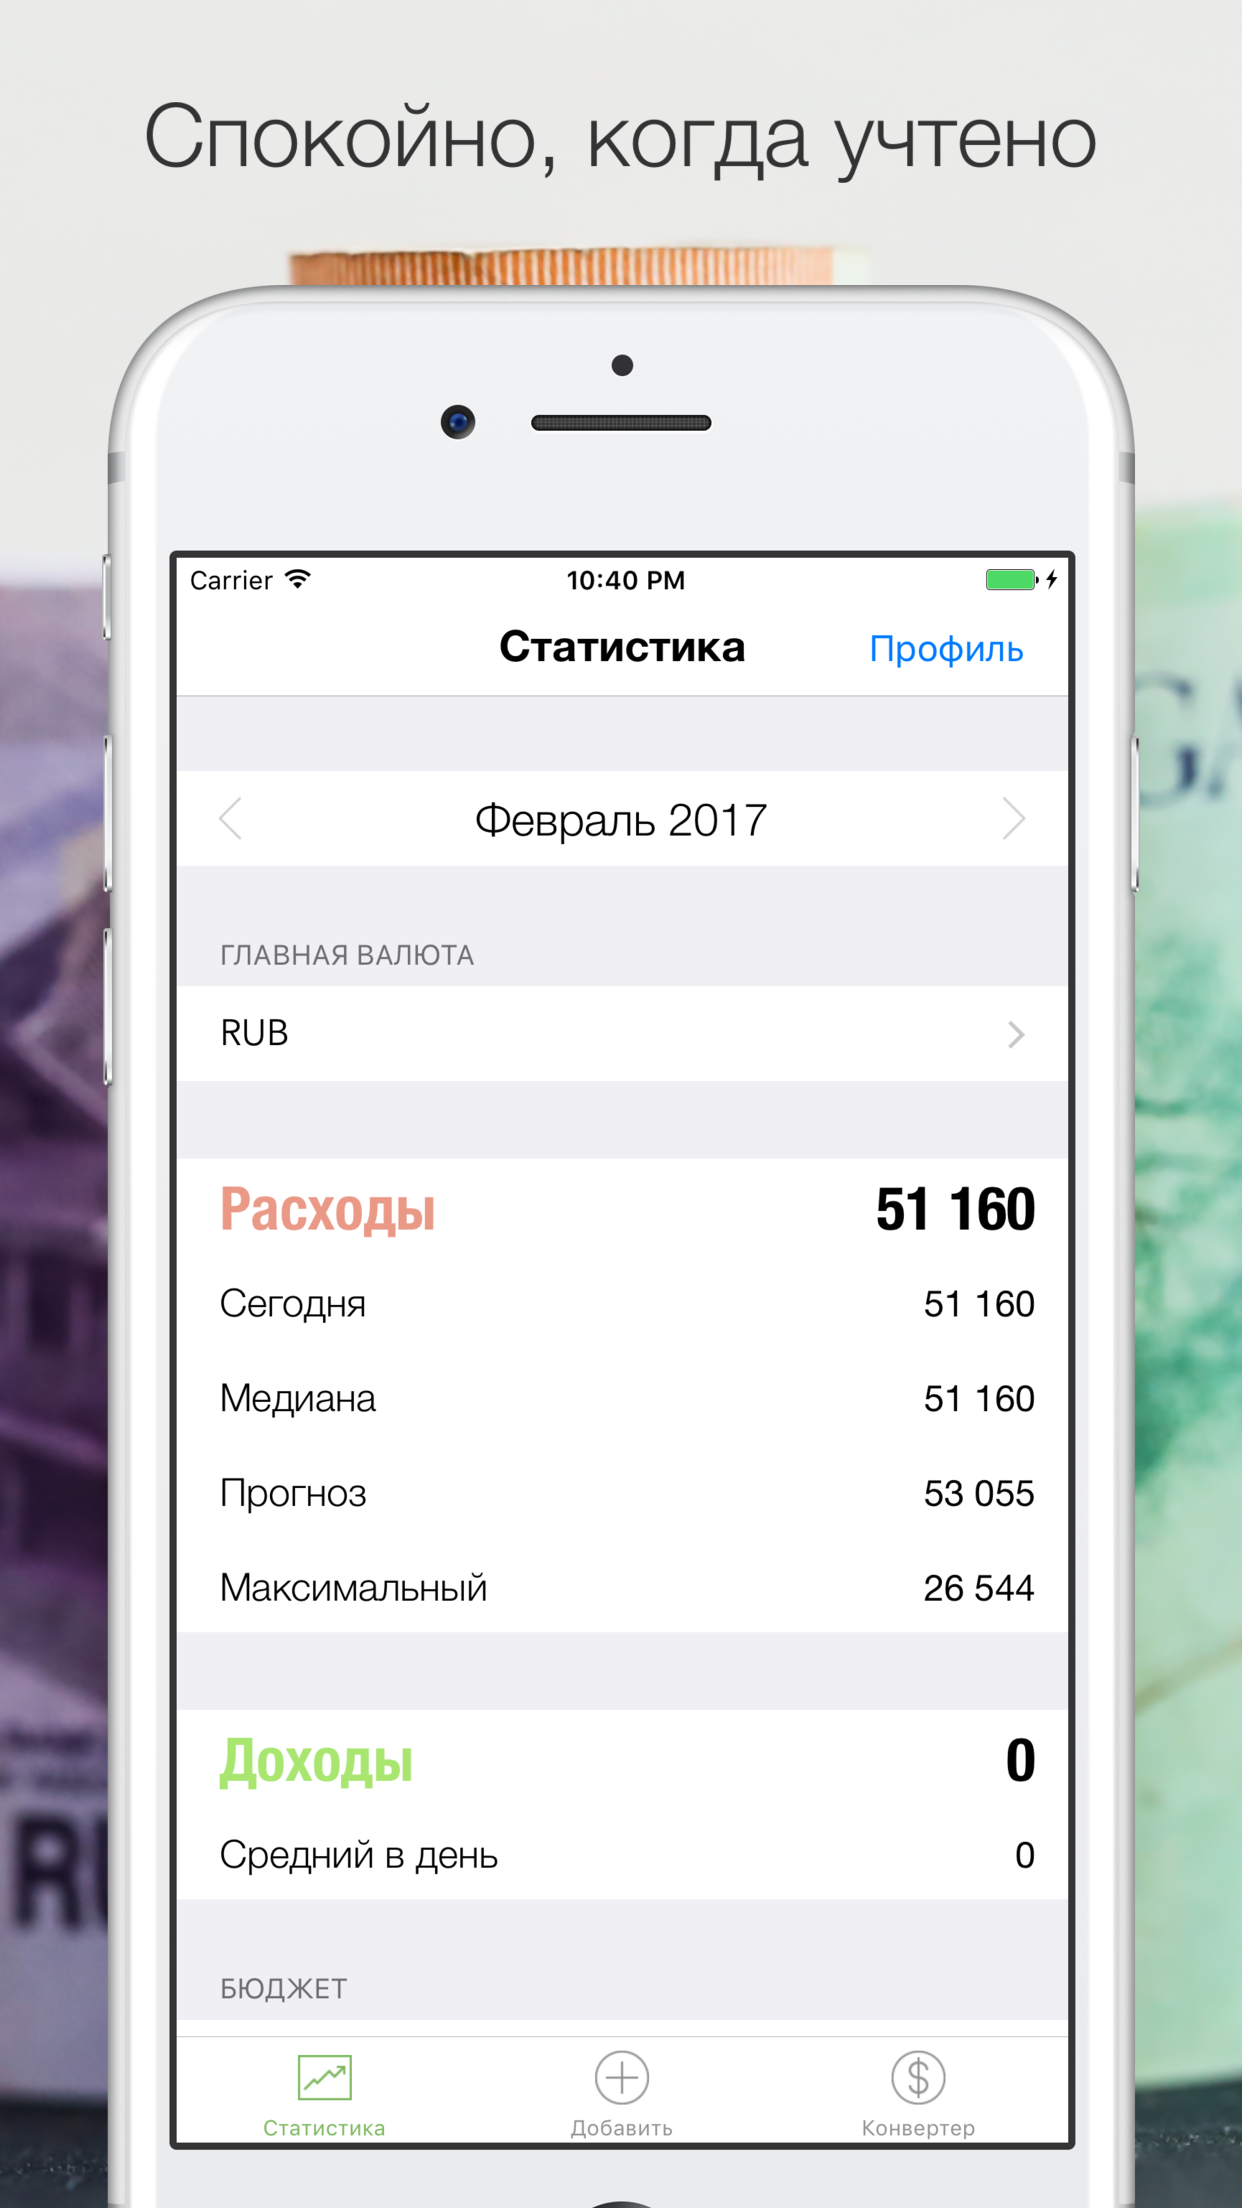 Спокойно, когда учтено
Carrier 10:40 PM
Статистика Профиль
Февраль 2017
ГЛАВНАЯ ВАЛЮТА
RUB
Расходы 51 160
Сегодня 51 160
Медиана 51 160
Прогноз 53 055
Максимальный 26 544
Доходы 0
Средний в день 0
БЮДЖЕТ
Статистика Добавить Конвертер